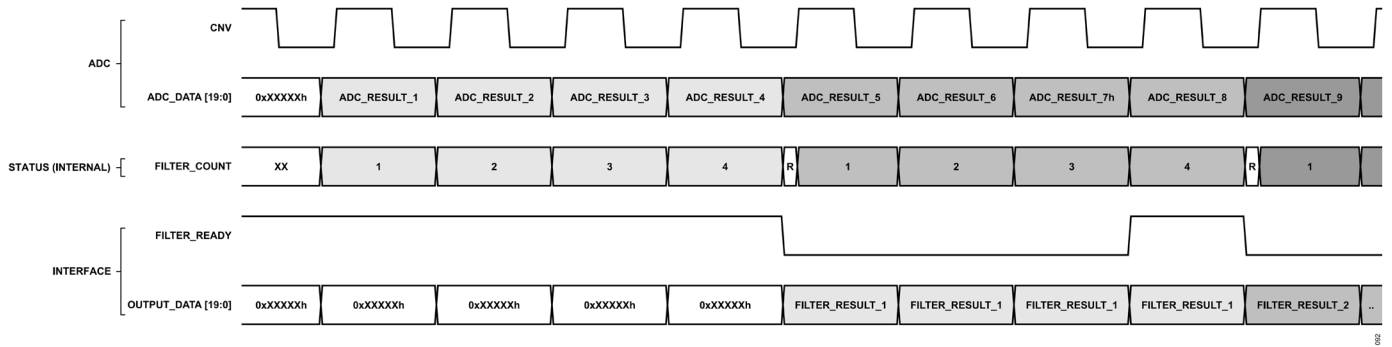 CNV
ADC
ADC_DATA [19:0] 0xXXXXXh ADC_RESULT_1 ADC_RESULT_2 ADC_RESULT_3 ADC_RESULT_4 ADC_RESULT_5 ADC_RESULT_6 ADC_RESULT_7h ADC_RESULT_8 ADC_RESULT_9
STATUS (INTERNAL) FILTER_COUNT XX 1 2 3 4 R 1 2 3 4 R 1
FILTER_READY
INTERFACE
OUTPUT_DATA [19:0] 0xXXXXXh 0xXXXXXh 0xXXXXXh 0xXXXXXh 0xXXXXXh FILTER_RESULT_1 FILTER_RESULT_1 FILTER_RESULT_1 FILTER_RESULT_1 FILTER_RESULT_2 ..
092